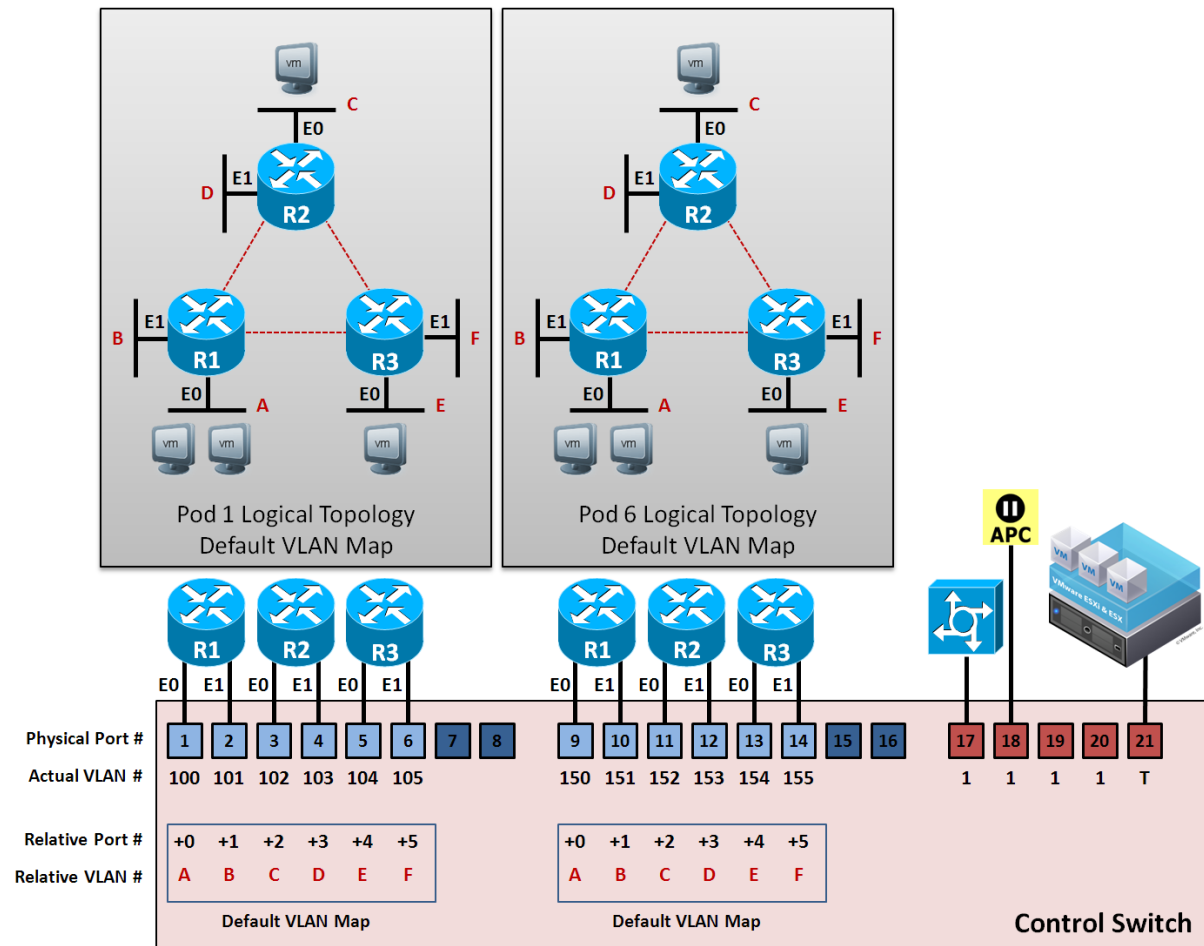 vm
C
E0
E1
D
R2
B
E1
R1
E0
A
R3
E1
F
E0
E
vm
vm
vm
Pod 1 Logical Topology
Default VLAN Map
vm
C
E0
E1
D
R2
B
E1
R1
E0
A
R3
E1
F
E0
E
vm
vm
vm
Pod 6 Logical Topology
Default VLAN Map
APC
VM
VM
VM
VMware ESXi & ESX
R1 R2 R3 R1 R2 R3
E0 E1 E0 E1 E0 E1 E0 E1 E0 E1 E0 E1
Physical Port # 1 2 3 4 5 6 7 8 9 10 11 12 13 14 15 16 17 18 19 20 21
Actual VLAN # 100 101 102 103 104 105 150 151 152 153 154 155 1 1 1 1 T
Relative Port # +0 +1 +2 +3 +4 +5 +0 +1 +2 +3 +4 +5
Relative VLAN # A B C D E F A B C D E F
Default VLAN Map Default VLAN Map
Control Switch